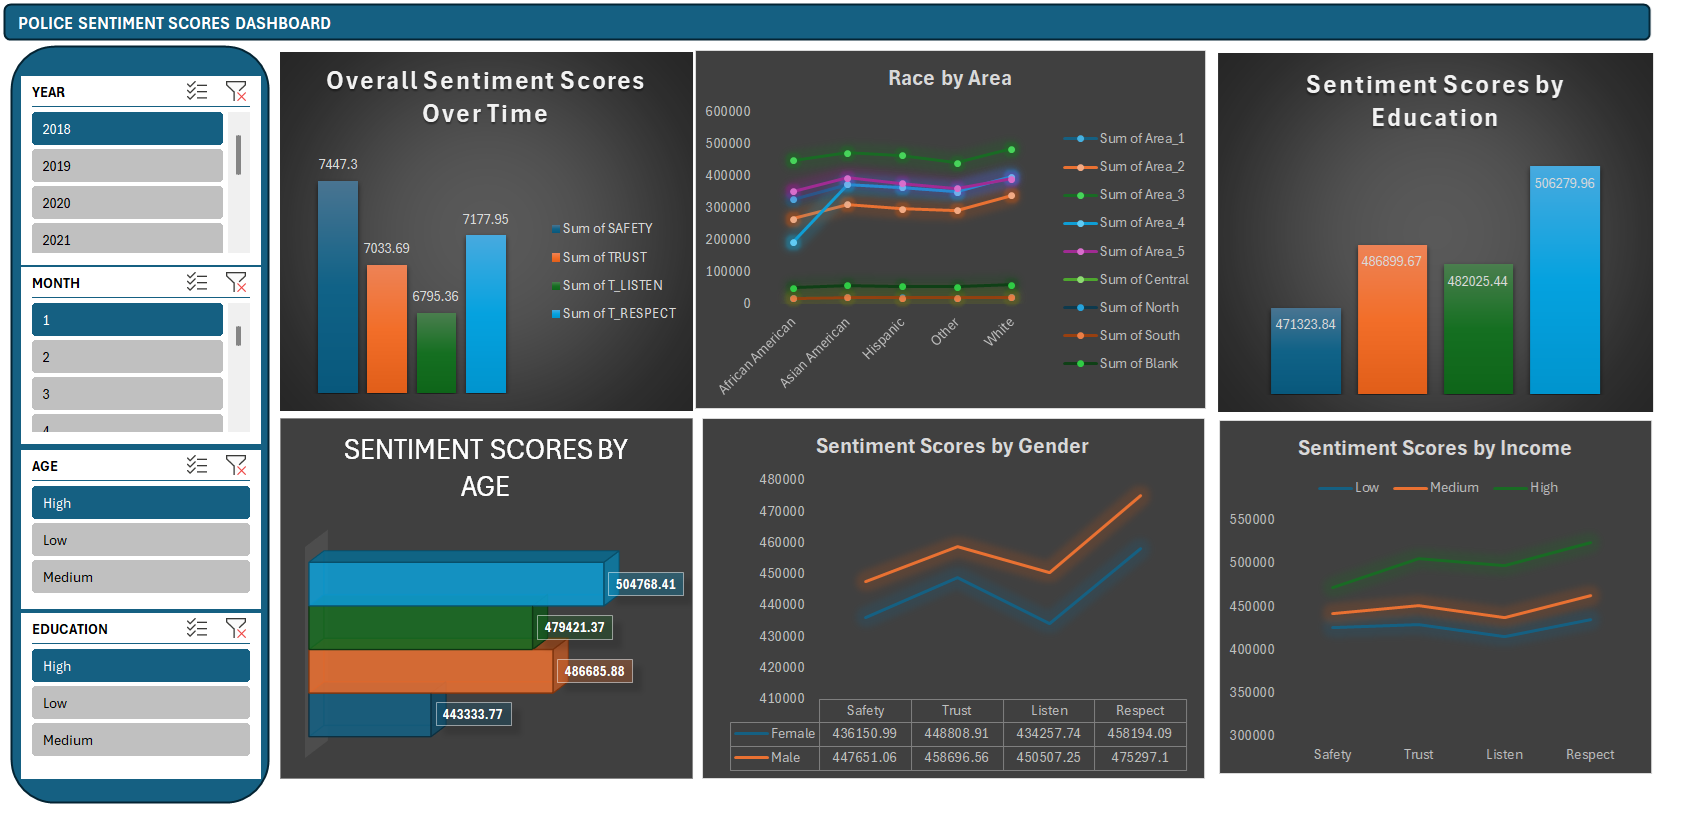 POLICE SENTIMENT SCORES DASHBOARD
YEAR
2018
2019
2020
2021
MONTH
1
2
3
4
AGE
High
Low
Medium
EDUCATION
High
Low
Medium
Overall Sentiment Scores
Over Time
7447.3
7033.69
6795.36
7177.95
Sum of SAFETY
Sum of TRUST
Sum of T_LISTEN
Sum of T_RESPECT
Race by Area
600000
500000
400000
300000
200000
100000
0
African American
Asian American
Hispanic
Other
White
Sum of Area_1
Sum of Area_2
Sum of Area_3
Sum of Area_4
Sum of Area_5
Sum of Central
Sum of North
Sum of South
Sum of Blank
Sentiment Scores by
Education
471323.84
486899.67
482025.44
506279.96
SENTIMENT SCORES BY
AGE
504768.41
479421.37
486685.88
443333.77
Sentiment Scores by Gender
480000
470000
460000
450000
440000
430000
420000
410000
Safety Trust Listen Respect
Female 436150.99 448808.91 434257.74 458194.09
Male 447651.06 458696.56 450507.25 475297.1
Sentiment Scores by Income
Low Medium High
550000
500000
450000
400000
350000
300000
Safety Trust Listen Respect